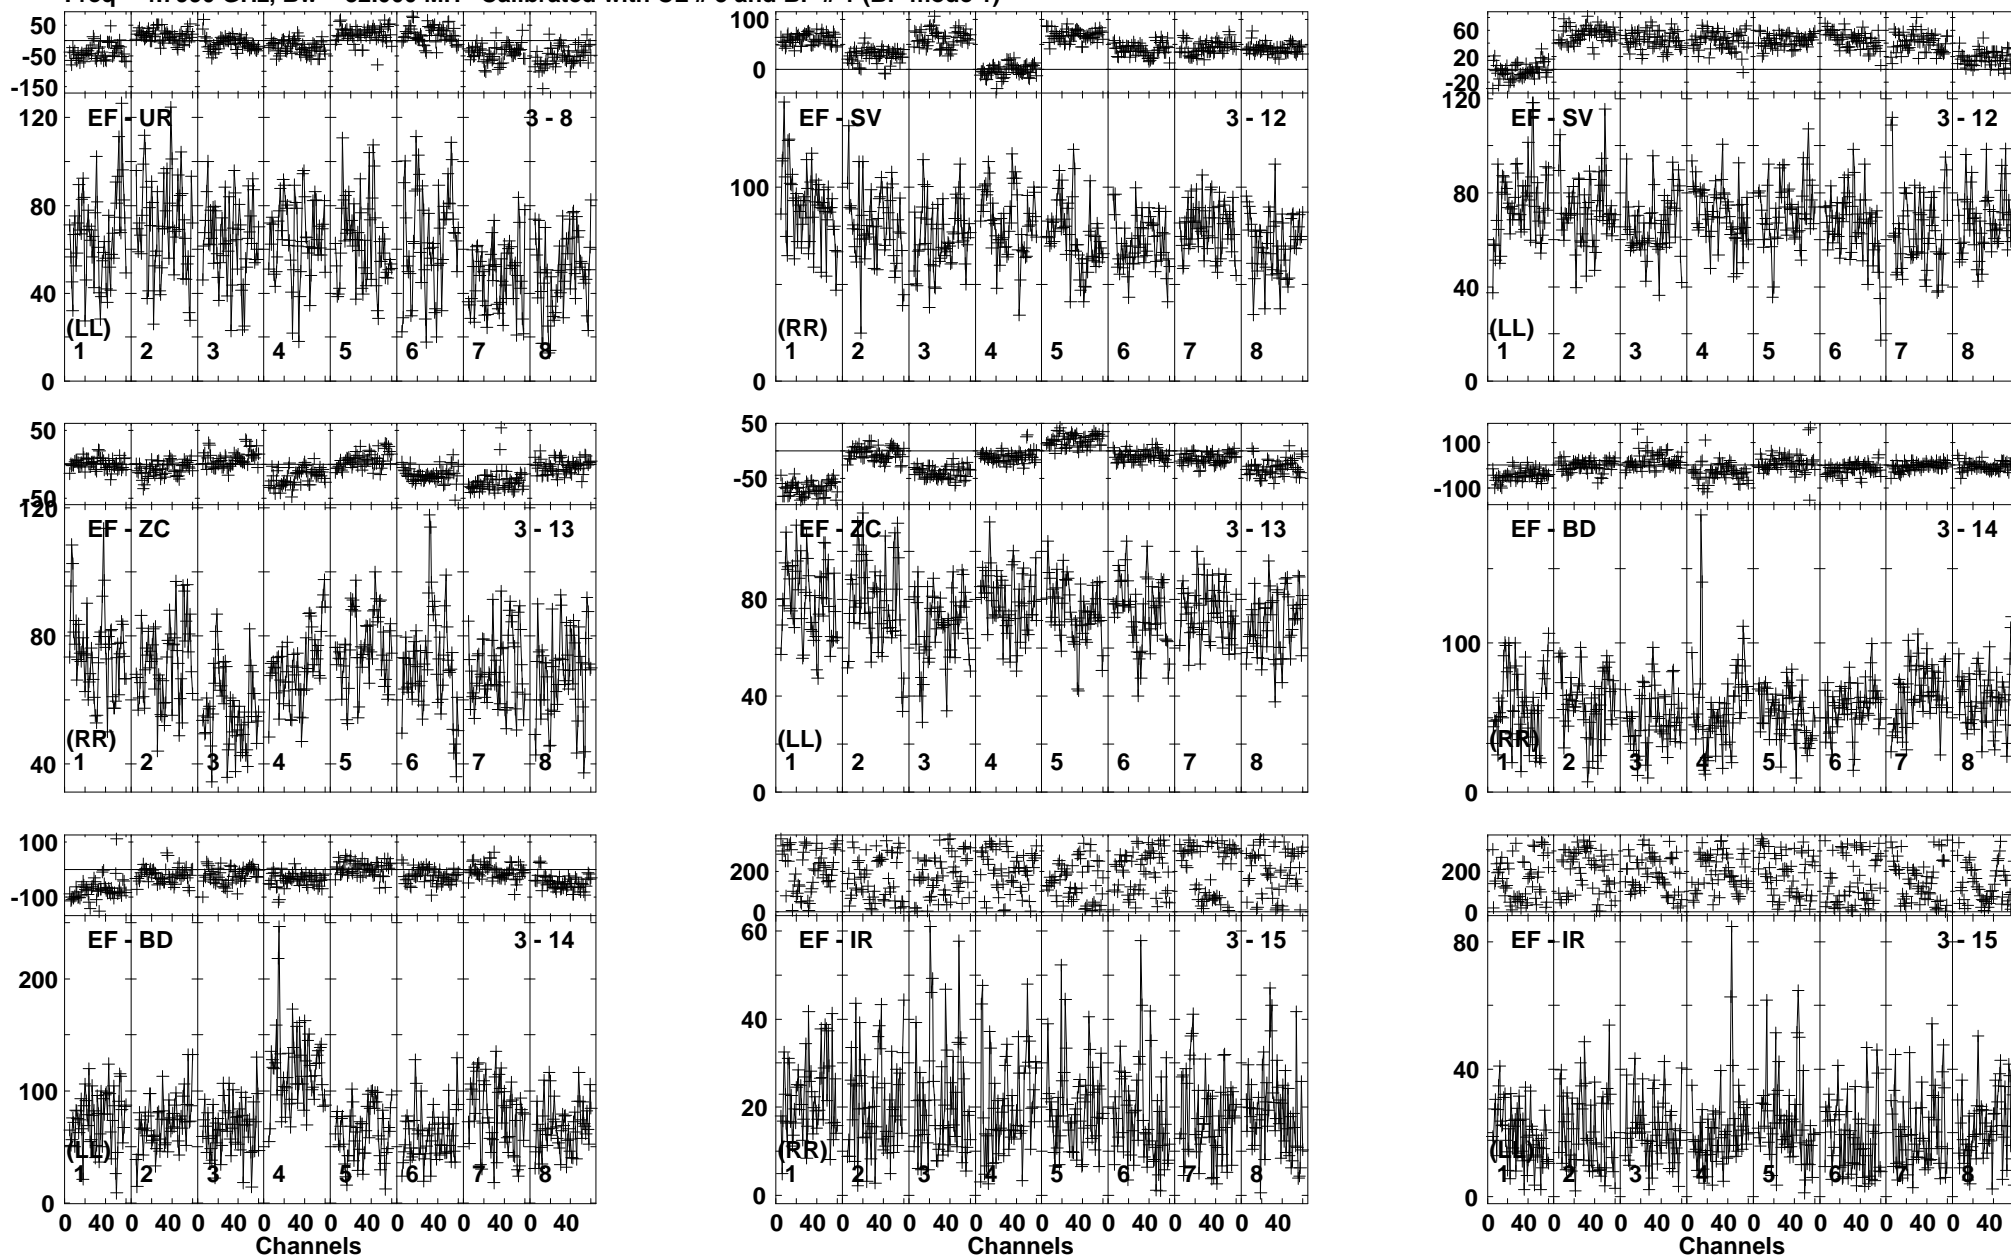 50 -50 -150
120 80 40 0
EF - UR 3 - 8
(LL)
1 2 3 4 5 6 7 8
100 0
100 0
EF - SV 3 - 12
(RR)
1 2 3 4 5 6 7 8
60 20 -20
120 80 40 0
EF - SV 3 - 12
(LL)
1 2 3 4 5 6 7 8
50 -50
120 80 40
EF - ZC 3 - 13
(RR)
1 2 3 4 5 6 7 8
50 -50
80 40 0
EF - ZC 3 - 13
(LL)
1 2 3 4 5 6 7 8
100 -100
100 0
EF - BD 3 - 14
(RR)
1 2 3 4 5 6 7 8
100 -100
200 100 0
EF - BD 3 - 14
(LL)
1 2 3 4 5 6 7 8
0 40 0 40 0 40 0 40 0 40 0 40 0 40 0 40
Channels
200 0
60 40 20 0
EF - IR 3 - 15
(RR)
1 2 3 4 5 6 7 8
0 40 0 40 0 40 0 40 0 40 0 40 0 40 0 40
Channels
200 0
80 40 0
EF - IR 3 - 15
(LL)
1 2 3 4 5 6 7 8
0 40 0 40 0 40 0 40 0 40 0 40 0 40 0 40
Channels